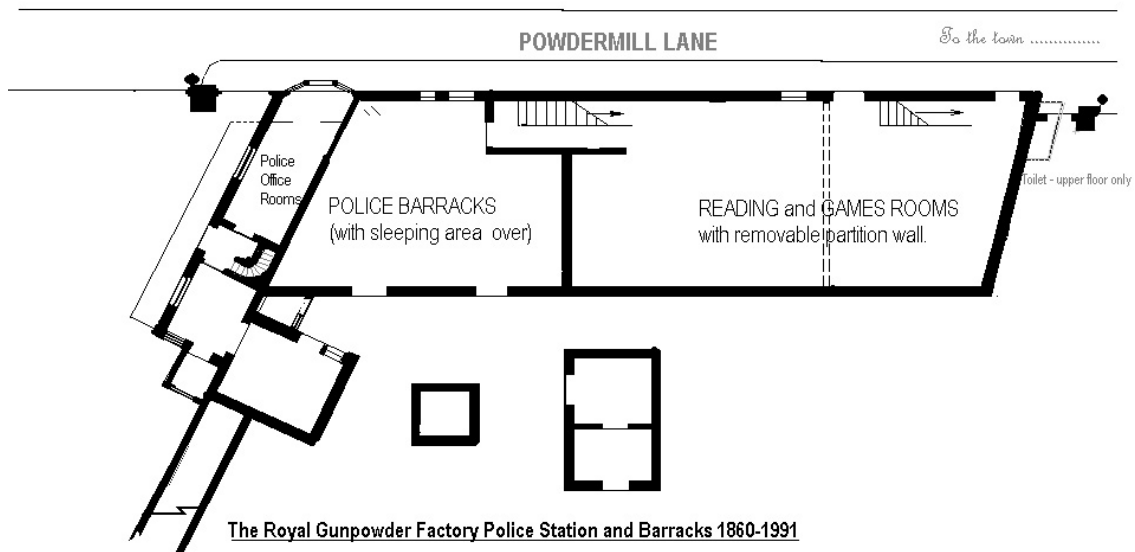 POWDERMILL LANE
To the town ...............
Police
Office
Rooms
POLICE BARRACKS
(with sleeping area over)
READING and GAMES ROOMS
with removable partition wall.
Toilet - upper floor only
The Royal Gunpowder Factory Police Station and Barracks 1860-1991